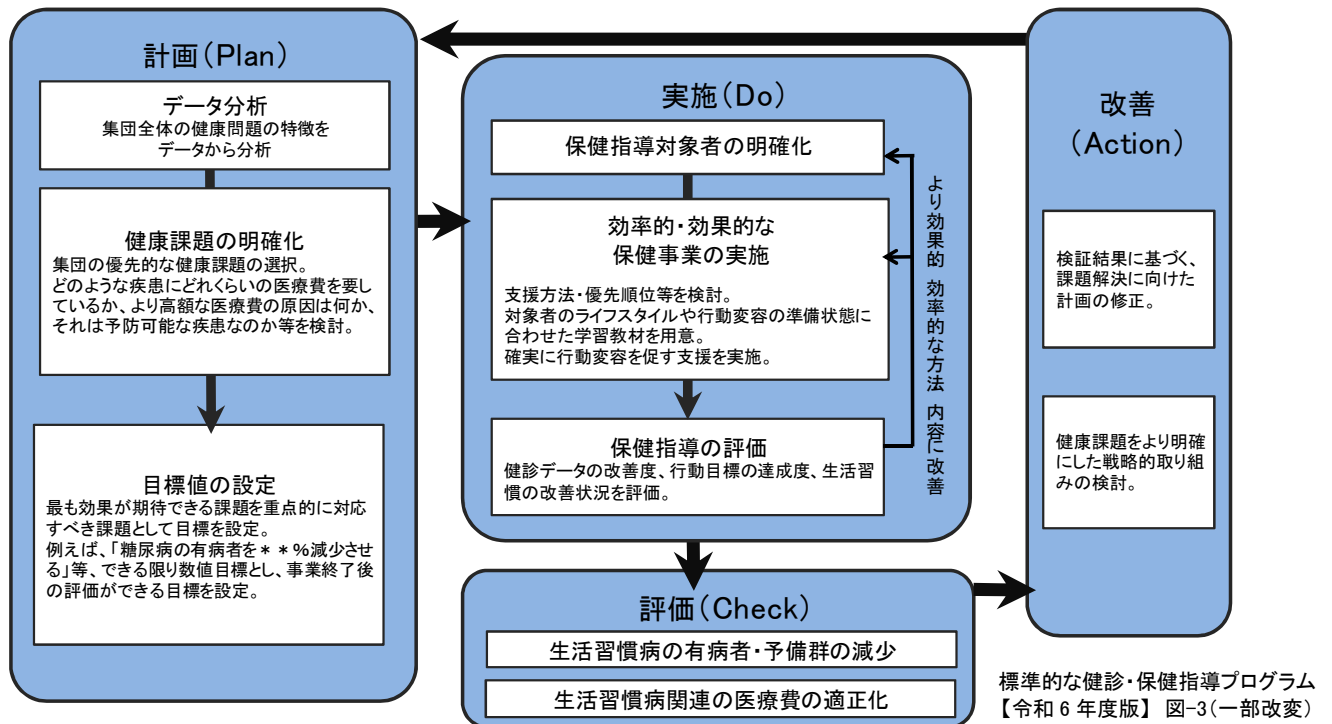 計画(Plan)
データ分析
集団全体の健康問題の特徴を
データから分析
健康課題の明確化
集団の優先的な健康課題の選択。
どのような疾患にどれくらいの医療費を要し
ているか、より高額な医療費の原因は何か、
それは予防可能な疾患なのか等を検討。
目標値の設定
最も効果が期待できる課題を重点的に対応
すべき課題として目標を設定。
例えば、「糖尿病の有病者を＊＊%減少させ
る」等、できる限り数値目標とし、事業終了後
の評価ができる目標を設定。
実施(Do)
保健指導対象者の明確化
効率的・効果的な
保健事業の実施
支援方法・優先順位等を検討。
対象者のライフスタイルや行動変容の準備状態に
合わせた学習教材を用意。
確実に行動変容を促す支援を実施。
保健指導の評価
健診データの改善度、行動目標の達成度、生活習
慣の改善状況を評価。
より効果的 効率的な方法 内容に改善
評価(Check)
生活習慣病の有病者・予備群の減少
生活習慣病関連の医療費の適正化
改善
(Action)
検証結果に基づく、
課題解決に向けた
計画の修正。
健康課題をより明確
にした戦略的取り組
みの検討。
標準的な健診・保健指導プログラム
【令和6年度版】 図-3(一部改変)